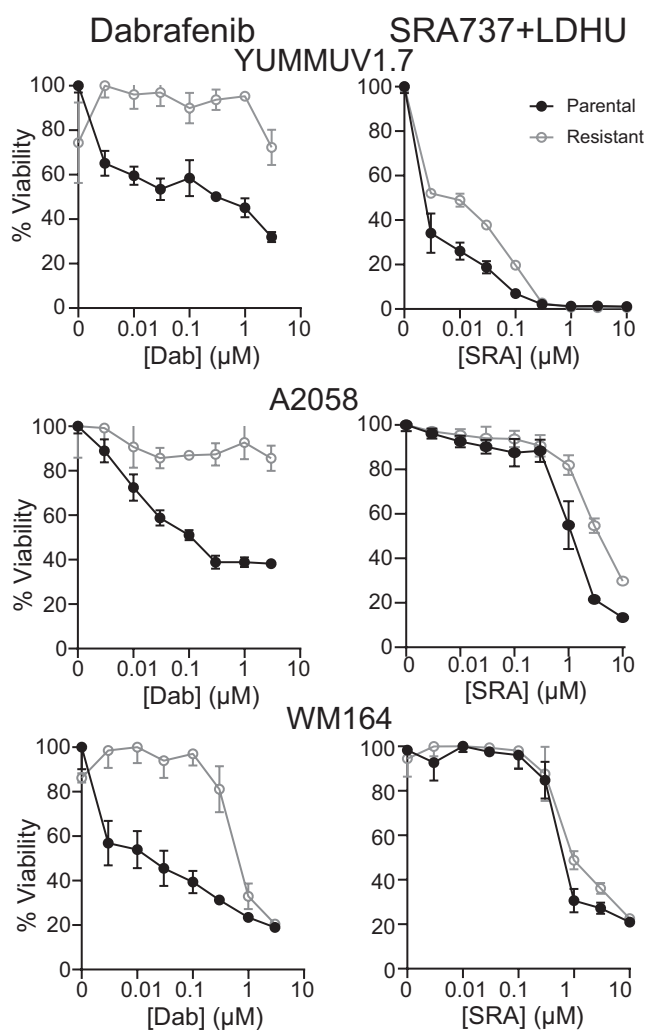 Dabrafenib SRA737+LDHU
YUMMUV1.7
100 80 60 40 20 0
% Viability
0 0.01 0.1 1 10
[Dab] (µM)
100 80 60 40 20 0
Parental
Resistant
0 0.01 0.1 1 10
[SRA] (µM)
A2058
100 80 60 40 20 0
% Viability
0 0.01 0.1 1 10
[Dab] (µM)
100 80 60 40 20 0
0 0.01 0.1 1 10
[SRA] (µM)
WM164
100 80 60 40 20 0
% Viability
0 0.01 0.1 1 10
[Dab] (µM)
100 80 60 40 20 0
0 0.01 0.1 1 10
[SRA] (µM)